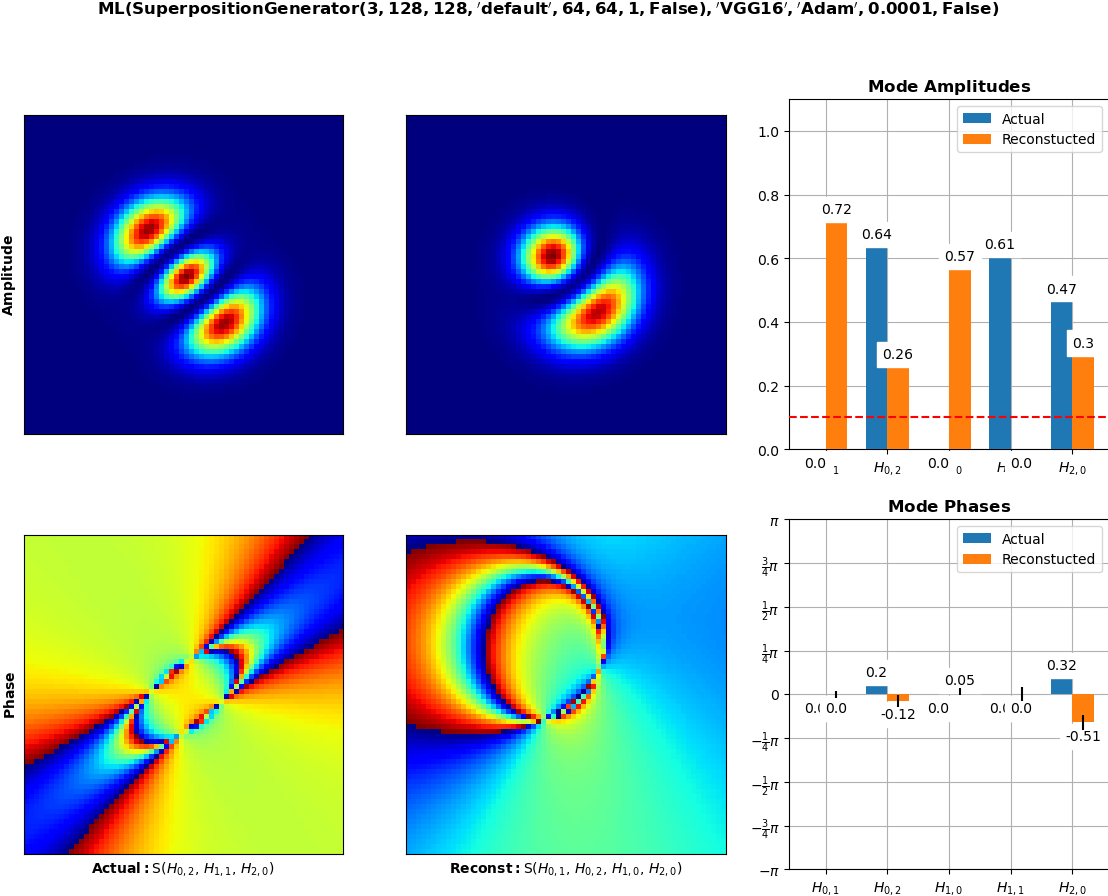 ML(SuperpositionGenerator(3, 128, 128, ′default′, 64, 64, 1, False), ′VGG16′, ′Adam′, 0.0001, False)
Mode Amplitudes
Actual
Reconstucted
1.0
0.8
0.6
0.4
0.2
0.0
0.72
0.64
0.57
0.61
0.47
0.26
0.3
0.0 1 H0,2 0.0 0 H 0.0 H2,0
Amplitude
Mode Phases
Actual
Reconstucted
π
3/4π
1/2π
1/4π
0
−1/4π
−1/2π
−3/4π
−π
0.2
0.05
0.32
0.0 0.0 0.0
-0.12
-0.51
H0,1 H0,2 H1,0 H1,1 H2,0
Phase
Actual: S(H0,2, H1,1, H2,0)
Reconst: S(H0,1, H0,2, H1,0, H2,0)